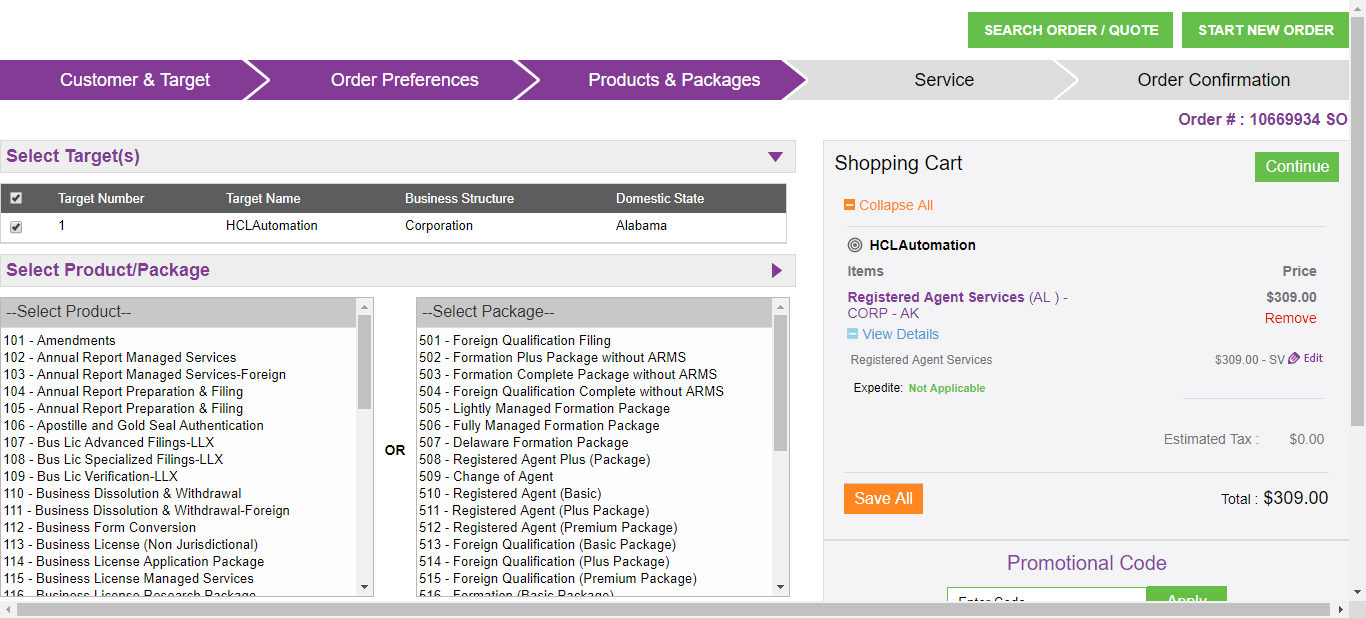 SEARCH ORDER / QUOTE
START NEW ORDER
Customer & Target
Order Preferences
Products & Packages
Service
Order Confirmation
Order # : 10669934 SO
Select Target(s)
Target Number Target Name Business Structure Domestic State
1 HCLAutomation Corporation Alabama
Select Product/Package
--Select Product--
101 - Amendments
102 - Annual Report Managed Services
103 - Annual Report Managed Services-Foreign
104 - Annual Report Preparation & Filing
105 - Annual Report Preparation & Filing
106 - Apostille and Gold Seal Authentication
107 - Bus Lic Advanced Filings-LLX
108 - Bus Lic Specialized Filings-LLX
109 - Bus Lic Verification-LLX
110 - Business Dissolution & Withdrawal
111 - Business Dissolution & Withdrawal-Foreign
112 - Business Form Conversion
113 - Business License (Non Jurisdictional)
114 - Business License Application Package
115 - Business License Managed Services
116 - Business License Research Package
OR
--Select Package--
501 - Foreign Qualification Filing
502 - Formation Plus Package without ARMS
503 - Formation Complete Package without ARMS
504 - Foreign Qualification Complete without ARMS
505 - Lightly Managed Formation Package
506 - Fully Managed Formation Package
507 - Delaware Formation Package
508 - Registered Agent Plus (Package)
509 - Change of Agent
510 - Registered Agent (Basic)
511 - Registered Agent (Plus Package)
512 - Registered Agent (Premium Package)
513 - Foreign Qualification (Basic Package)
514 - Foreign Qualification (Plus Package)
515 - Foreign Qualification (Premium Package)
516 - Formation (Basic Package)
Shopping Cart
Continue
Collapse All
HCLAutomation
Items Price
Registered Agent Services (AL ) - $309.00
CORP - AK
Remove
View Details
Registered Agent Services $309.00 - SV Edit
Expedite: Not Applicable
Estimated Tax : $0.00
Save All
Total : $309.00
Promotional Code
Enter Code
Apply